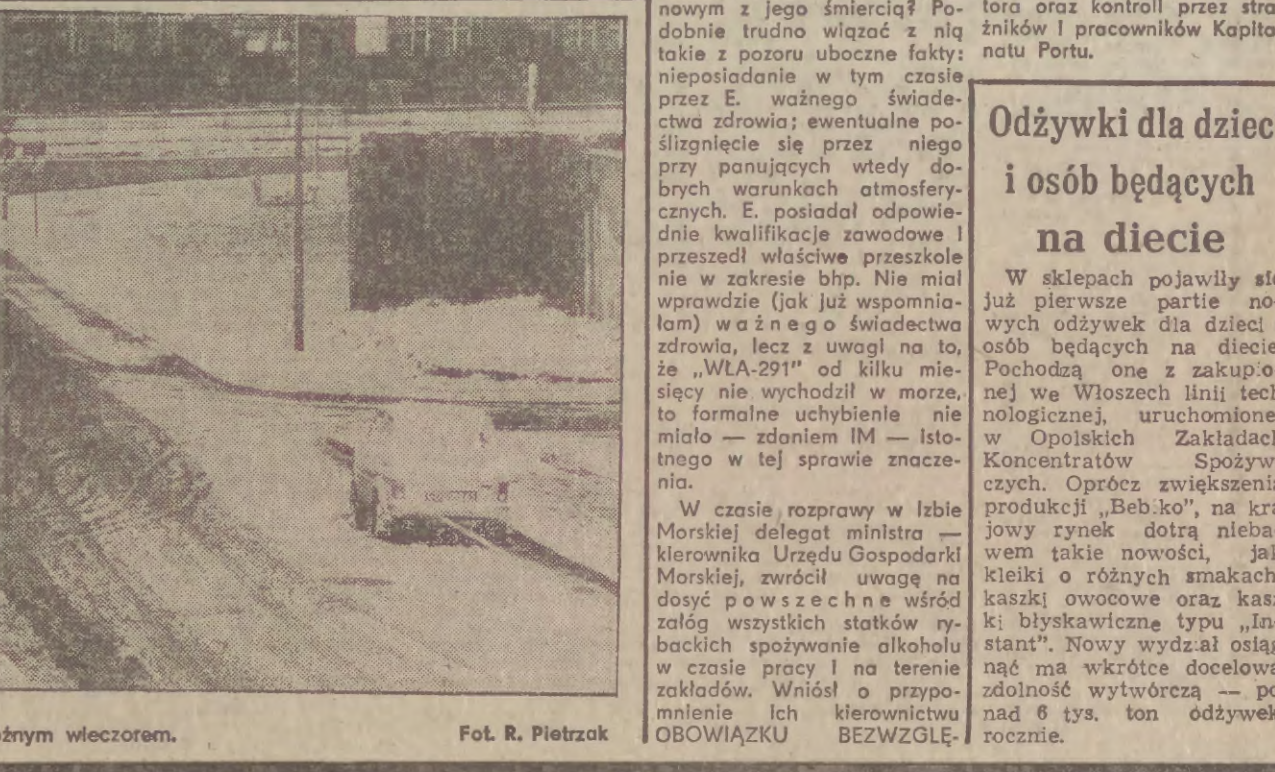 nowym z jego śmiercią? Po-
dobnie trudno wiązać z nią
takie z pozoru uboczne fakty:
nieposiadanie w tym czasie
przez E. ważnego świade-
ctwa zdrowia; ewentualne po-
ślizgnięcie się przez niego
przy panujących wtedy do-
brych warunkach atmosfery-
cznych. E. posiadał odpowie-
dnie kwalifikacje zawodowe i
przeszedł właściwe przeszkole
nie w zakresie bhp. Nie miał
wprawdzie (jak już wspomnia-
łam) ważnego świadectwa
zdrowia, lecz z uwagi na to,
że „WŁA-291" od kilku mie-
sięcy nie wychodził w morze,
to formalne uchybienie nie
miało — zdaniem IM — isto-
tnego w tej sprawie znacze-
nia.
W czasie rozprawy w Izbie
Morskiej delegat ministra —
kierownika Urzędu Gospodarki
Morskiej, zwrócił uwagę na
dosyć powszechne wśród
załóg wszystkich statków ry-
backich spożywanie alkoholu
w czasie pracy i na terenie
zakładów. Wniósł o przypo-
mnienie ich kierownictwu
OBOWIĄZKU BEZWZGLĘ-
tora oraz kontroli przez stra
żników i pracowników Kapita
natu Portu.
Odżywki dla dziec
i osób będących
na diecie
W sklepach pojawiły się
już pierwsze partie no-
wych odżywek dla dzieci
osób będących na diecie
Pochodzą one z zakupio
nej we Włoszech linii tech
nologicznej, uruchomione
w Opolskich Zakładach
Koncentratów Spożyw
czych. Oprócz zwiększenia
produkcji „Bebiko", na kra
jowy rynek dotrą nieba
wem takie nowości, jak
kleiki o różnych smakach
kaszki owocowe oraz kasz
ki błyskawiczne typu „In-
stant". Nowy wydział osiąg
nąć ma wkrótce docelową
zdolność wytwórczą — po
nad 6 tys. ton odżywek
rocznie.
óżnym wieczorem.
Fot. R. Pietrzak